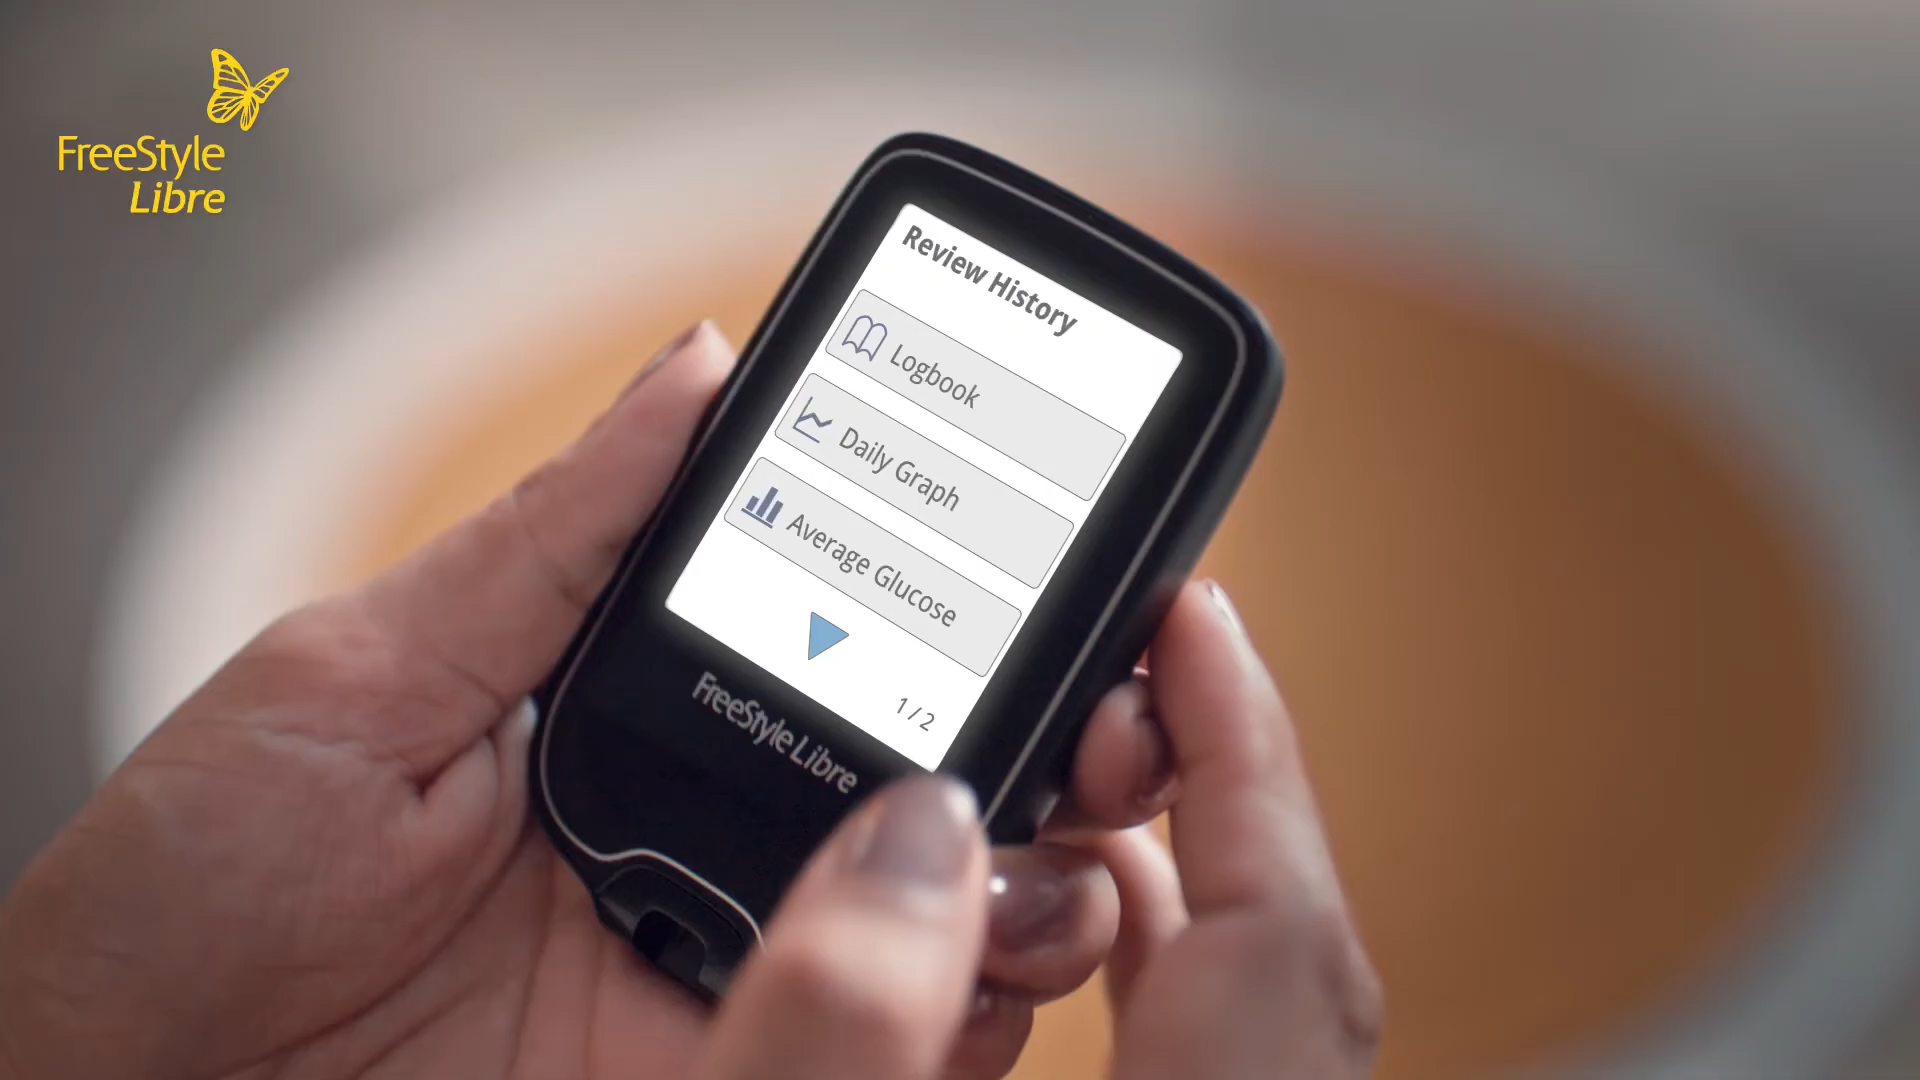 FreeStyle
Libre
Review History
Logbook
Daily Graph
Average Glucose
1 / 2
FreeStyle Libre